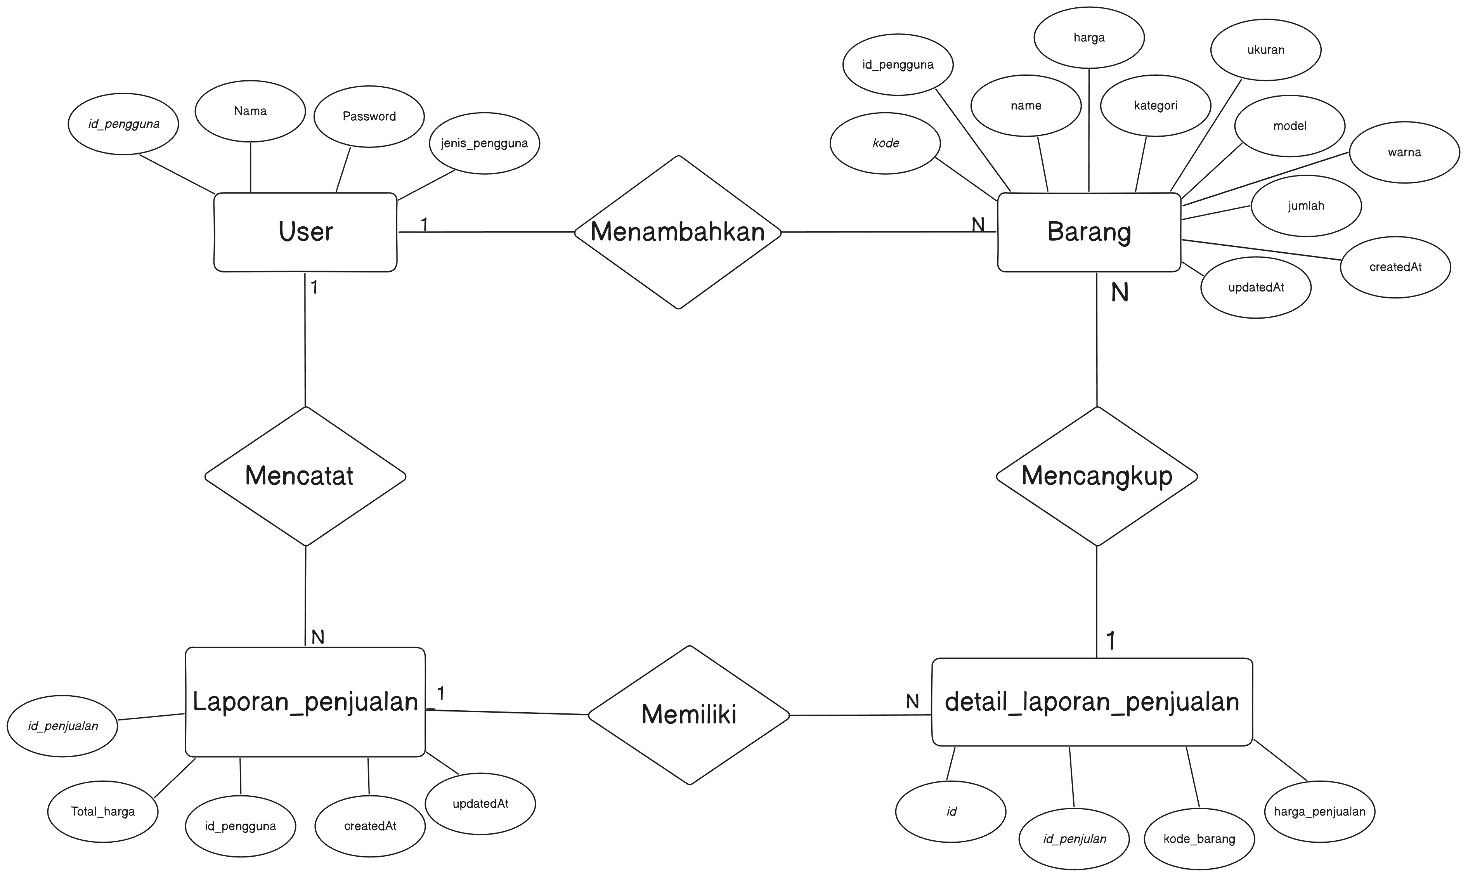 harga
ukuran
id_pengguna
name
kategori
id_pengguna
Nama
Password
jenis_pengguna
kode
model
warna
jumlah
User
1
Menambahkan
N
Barang
createdAt
updatedAt
1
N
Mencatat
Mencangkup
N
1
Laporan_penjualan
1
Memiliki
N
detail_laporan_penjualan
id_penjualan
Total_harga
id_pengguna
createdAt
updatedAt
id
id_penjulan
kode_barang
harga_penjualan